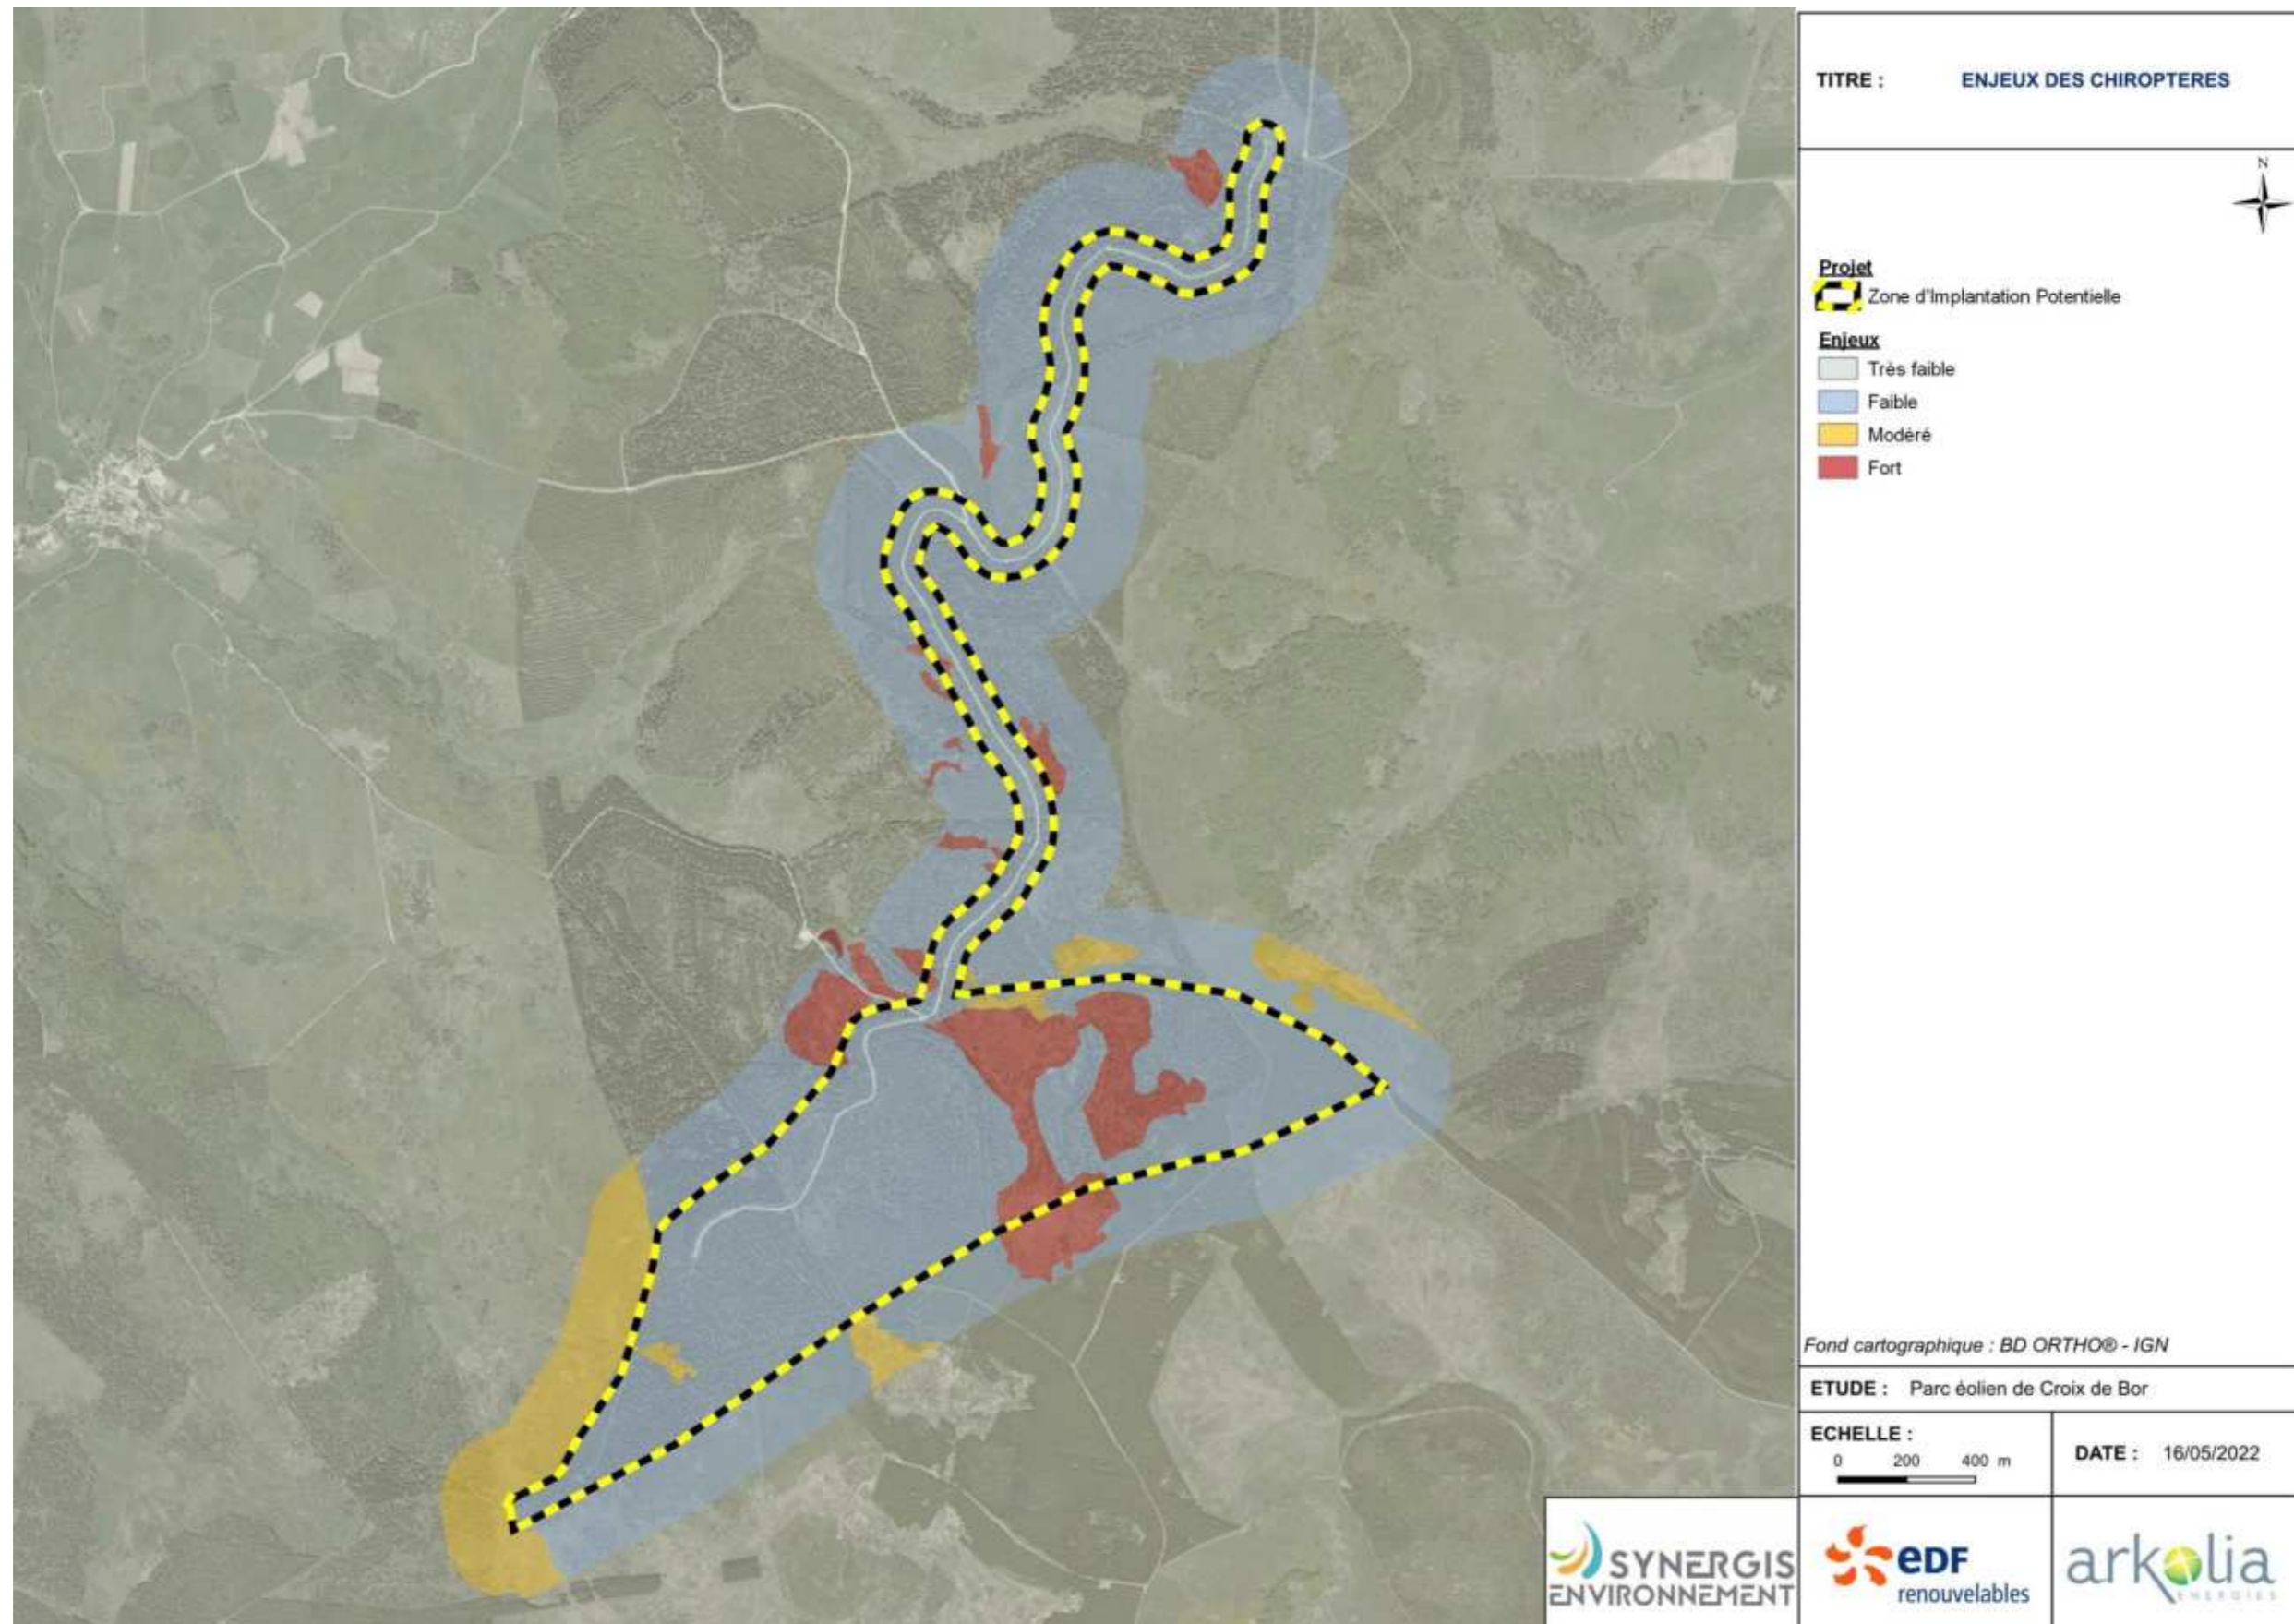 TITRE : ENJEUX DES CHIROPTERES
N
Projet
Zone d'Implantation Potentielle
Enjeux
Très faible
Faible
Modéré
Fort
Fond cartographique : BD ORTHO® - IGN
ETUDE : Parc éolien de Croix de Bor
ECHELLE :
0 200 400 m
DATE : 16/05/2022
SYNERGIS
ENVIRONNEMENT
eDF
renouvelables
arkolia
ENERGIES